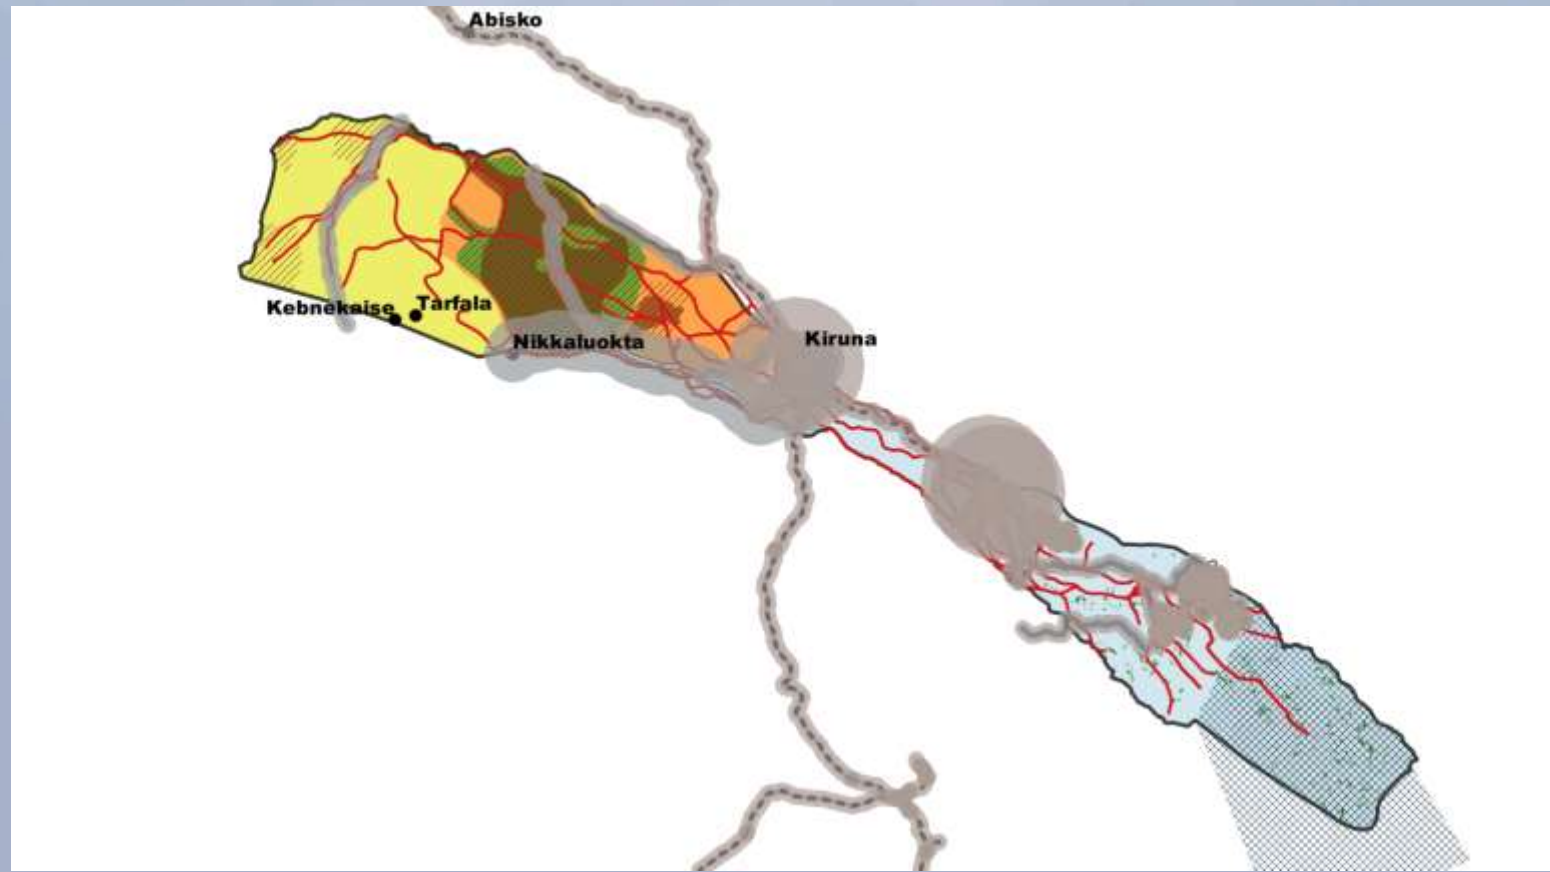 Abisko
Kebnekaise
Tarfala
Nikkaluokta
Kiruna